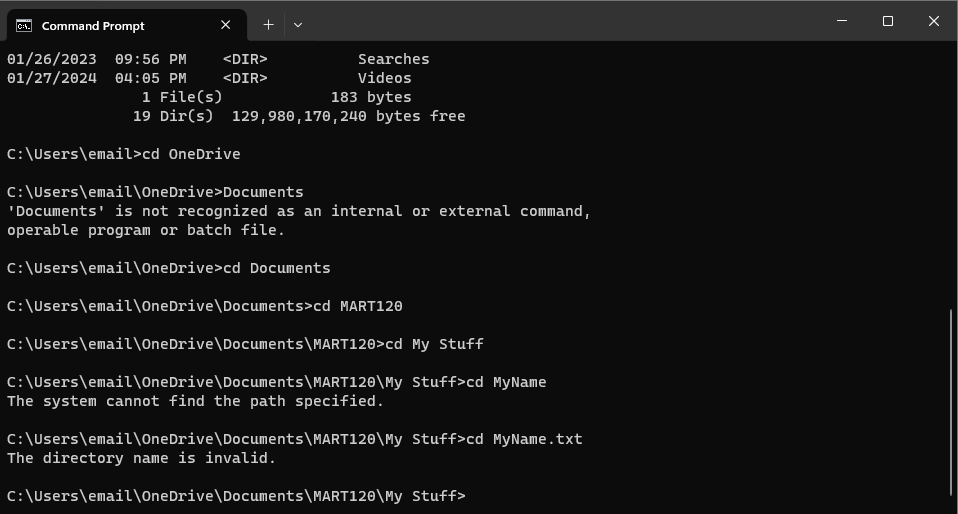 Command Prompt
01/26/2023  09:56 PM    <DIR>          Searches
01/27/2024  04:05 PM    <DIR>          Videos
               1 File(s)            183 bytes
              19 Dir(s)  129,980,170,240 bytes free
C:\Users\email>cd OneDrive
C:\Users\email\OneDrive>Documents
'Documents' is not recognized as an internal or external command,
operable program or batch file.
C:\Users\email\OneDrive>cd Documents
C:\Users\email\OneDrive\Documents>cd MART120
C:\Users\email\OneDrive\Documents\MART120>cd My Stuff
C:\Users\email\OneDrive\Documents\MART120\My Stuff>cd MyName
The system cannot find the path specified.
C:\Users\email\OneDrive\Documents\MART120\My Stuff>cd MyName.txt
The directory name is invalid.
C:\Users\email\OneDrive\Documents\MART120\My Stuff>